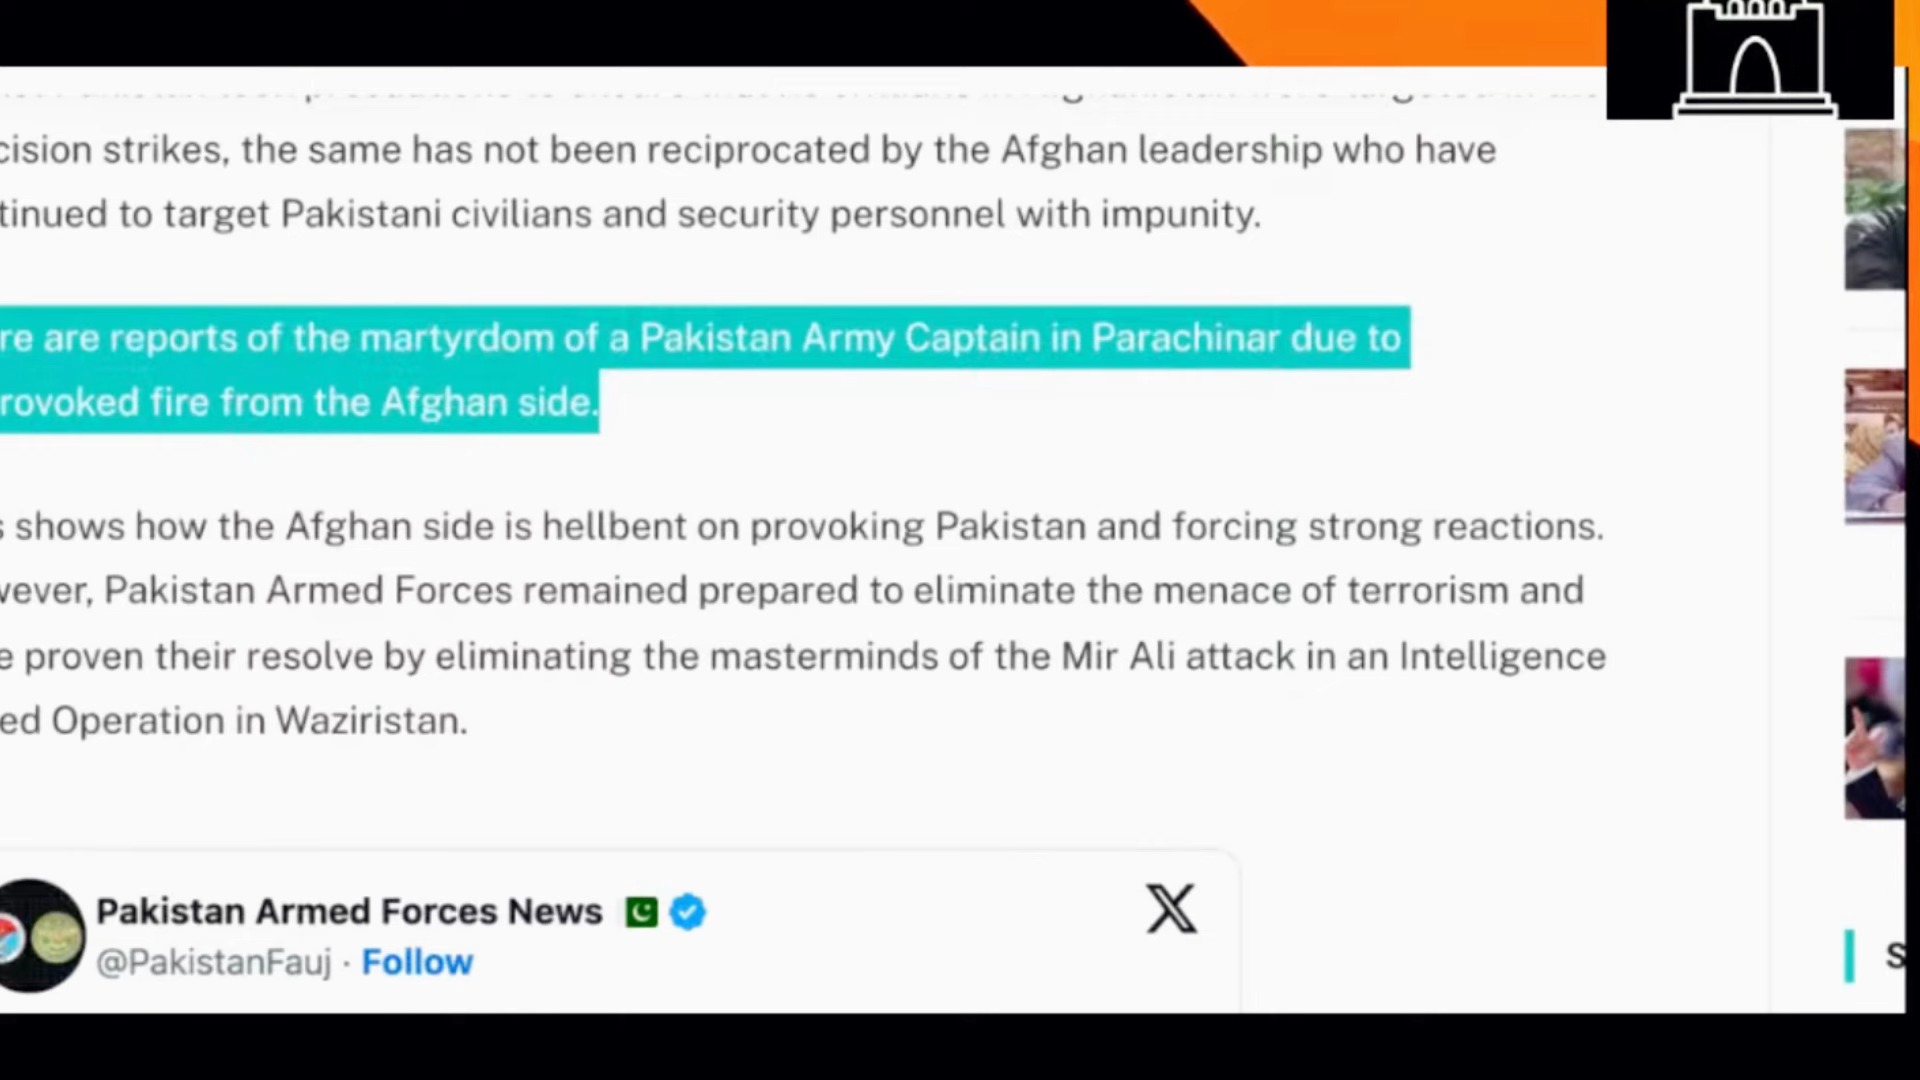 cision strikes, the same has not been reciprocated by the Afghan leadership who have
tinued to target Pakistani civilians and security personnel with impunity.
re are reports of the martyrdom of a Pakistan Army Captain in Parachinar due to
rovoked fire from the Afghan side.
s shows how the Afghan side is hellbent on provoking Pakistan and forcing strong reactions.
wever, Pakistan Armed Forces remained prepared to eliminate the menace of terrorism and
e proven their resolve by eliminating the masterminds of the Mir Ali attack in an Intelligence
ed Operation in Waziristan.
Pakistan Armed Forces News
@PakistanFauj · Follow
S